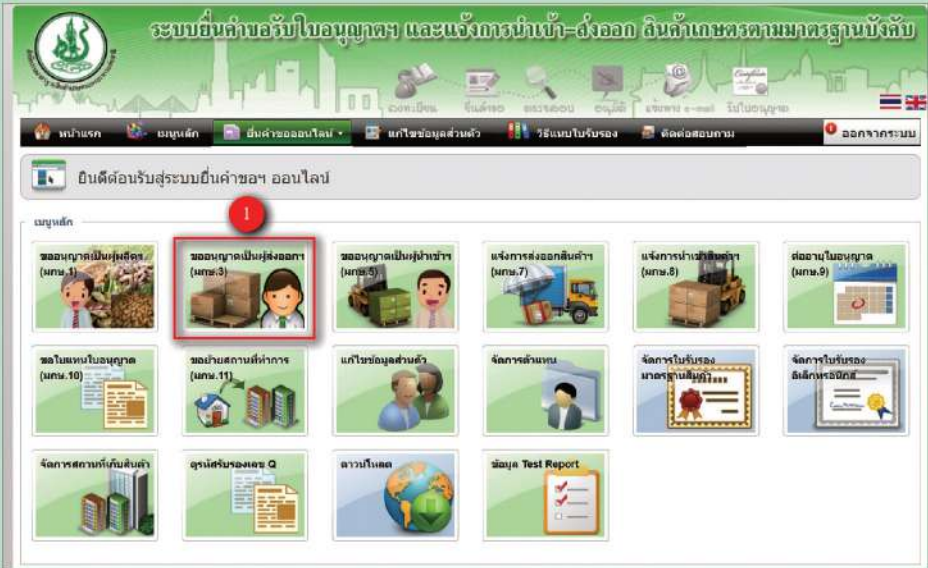 ระบบยื่นคำขอรับใบอนุญาตฯ และแจ้งการนำเข้า-ส่งออก สินค้าเกษตรตามมาตรฐานบังคับ
ลงทะเบียน ยื่นคำขอ ตรวจสอบ อนุมัติ แจ้งทาง e-mail รับใบอนุญาต
หน้าแรก เมนูหลัก ยื่นคำขอออนไลน์ แก้ไขข้อมูลส่วนตัว วิธีแนบใบรับรอง ติดต่อสอบถาม ออกจากระบบ
ยินดีต้อนรับสู่ระบบยื่นคำขอฯ ออนไลน์
1
เมนูหลัก
ขออนุญาตเป็นผู้ผลิตฯ (มกษ.1)
ขออนุญาตเป็นผู้ส่งออกฯ (มกษ.3)
ขออนุญาตเป็นผู้นำเข้าฯ (มกษ.5)
แจ้งการส่งออกสินค้าฯ (มกษ.7)
แจ้งการนำเข้าสินค้าฯ (มกษ.8)
ต่ออายุใบอนุญาต (มกษ.9)
ขอใบแทนใบอนุญาต (มกษ.10)
ขอย้ายสถานที่ทำการ (มกษ.11)
แก้ไขข้อมูลส่วนตัว
จัดการตัวแทน
จัดการใบรับรอง มาตรฐานสินค้า
จัดการใบรับรอง อิเล็กทรอนิกส์
จัดการสถานที่เก็บสินค้า
ดูรหัสรับรองเลข Q
ดาวน์โหลด
ข้อมูล Test Report